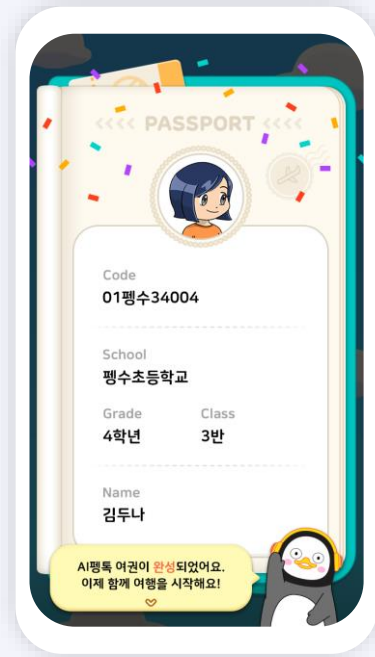 <<<< PASSPORT <<<<
Code
01펭수34004
School
펭수초등학교
Grade Class
4학년 3반
Name
김두나
AI펭톡 여권이 완성되었어요.
이제 함께 여행을 시작해요!